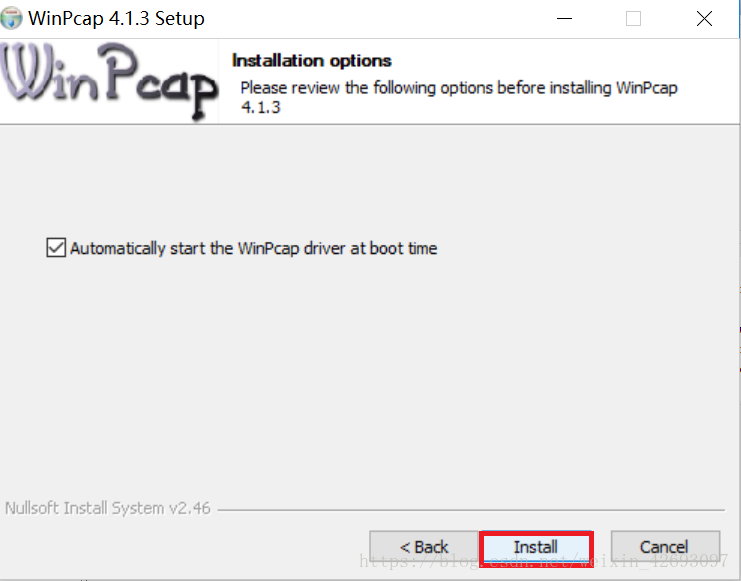 WinPcap 4.1.3 Setup
WinPcap
Installation options
Please review the following options before installing WinPcap
4.1.3
Automatically start the WinPcap driver at boot time
Nullsoft Install System v2.46
< Back Install Cancel
https://blog.csdn.net/weixin_42693097